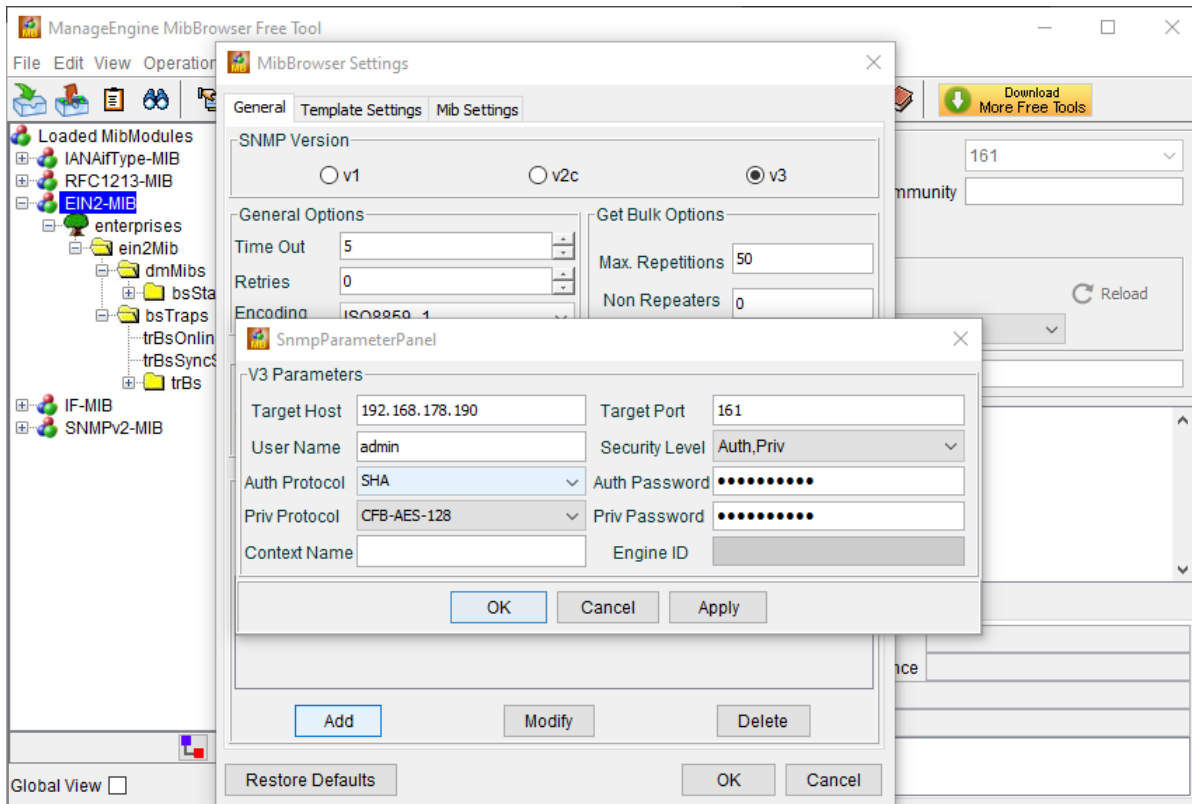 ManageEngine MibBrowser Free Tool
File Edit View Operation
MibBrowser Settings
Download
More Free Tools
General Template Settings Mib Settings
Loaded MibModules
IANAifType-MIB
RFC1213-MIB
EIN2-MIB
enterprises
ein2Mib
dmMibs
bsSta
bsTraps
trBsOnlin
trBsSyncS
trBs
IF-MIB
SNMPv2-MIB
SNMP Version
v1 v2c v3
General Options
Time Out 5
Retries 0
Encoding ISO8859_1
Get Bulk Options
Max. Repetitions 50
Non Repeaters 0
161
mmunity
Reload
SnmpParameterPanel
V3 Parameters
Target Host 192.168.178.190 Target Port 161
User Name admin Security Level Auth,Priv
Auth Protocol SHA Auth Password ••••••••••
Priv Protocol CFB-AES-128 Priv Password ••••••••••
Context Name Engine ID
OK Cancel Apply
nce
Add Modify Delete
Global View
Restore Defaults OK Cancel